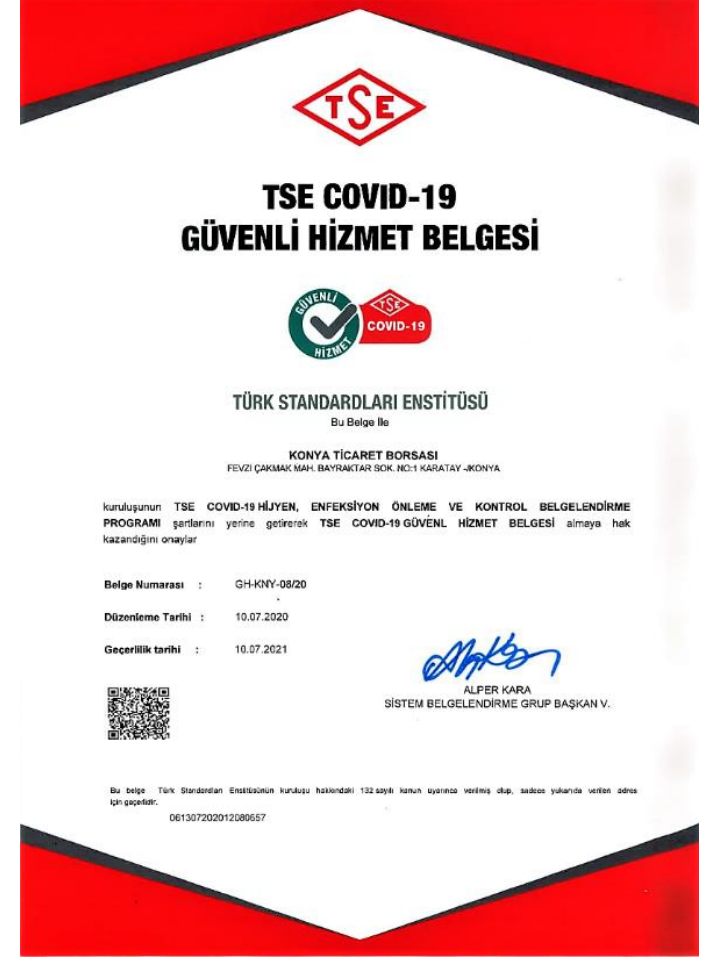 TSE
TSE COVID-19
GÜVENLİ HİZMET BELGESİ
GÜVENLİ
HİZMET
TSE
COVID-19
TÜRK STANDARDLARI ENSTİTÜSÜ
Bu Belge İle
KONYA TİCARET BORSASI
FEVZİ ÇAKMAK MAH. BAYRAKTAR SOK. NO:1 KARATAY -/KONYA
kuruluşunun TSE COVID-19 HİJYEN, ENFEKSİYON ÖNLEME VE KONTROL BELGELENDİRME
PROGRAMI şartlarını yerine getirerek TSE COVID-19 GÜVENL HİZMET BELGESİ almaya hak
kazandığını onaylar
Belge Numarası : GH-KNY-08/20
Düzenleme Tarihi : 10.07.2020
Geçerlilik tarihi : 10.07.2021
ALPER KARA
SİSTEM BELGELENDİRME GRUP BAŞKAN V.
Bu belge Türk Standardları Enstitüsünün kuruluşu hakkındaki 132 sayılı kanun uyarınca verilmiş olup, sadece yukarıda verilen adres
için geçerlidir.
061307202012080657